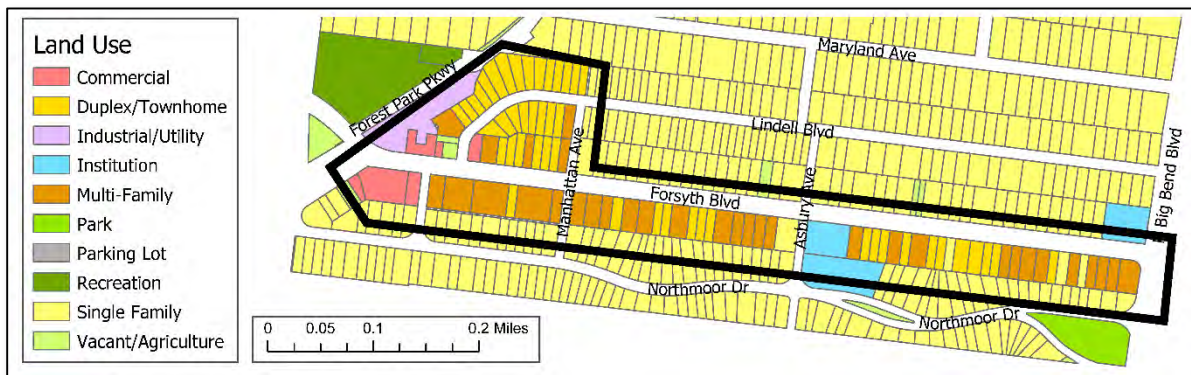 Land Use
Commercial
Duplex/Townhome
Industrial/Utility
Institution
Multi-Family
Park
Parking Lot
Recreation
Single Family
Vacant/Agriculture
0 0.05 0.1 0.2 Miles
Forest Park Pkwy
Maryland Ave
Lindell Blvd
Manhattan Ave
Forsyth Blvd
Asbury Ave
Big Bend Blvd
Northmoor Dr
Northmoor Dr